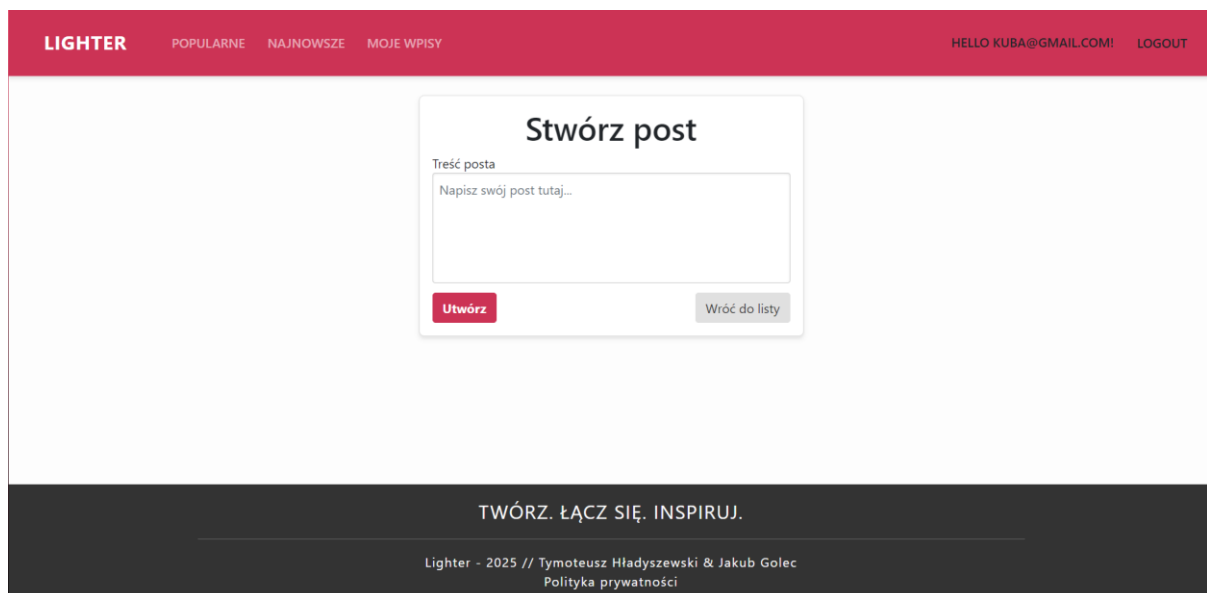 LIGHTER POPULARNE NAJNOWSZE MOJE WPISY HELLO KUBA@GMAIL.COM! LOGOUT
Stwórz post
Treść posta
Napisz swój post tutaj...
Utwórz Wróć do listy
TWÓRZ. ŁĄCZ SIĘ. INSPIRUJ.
Lighter - 2025 // Tymoteusz Hładyszewski & Jakub Golec
Polityka prywatności